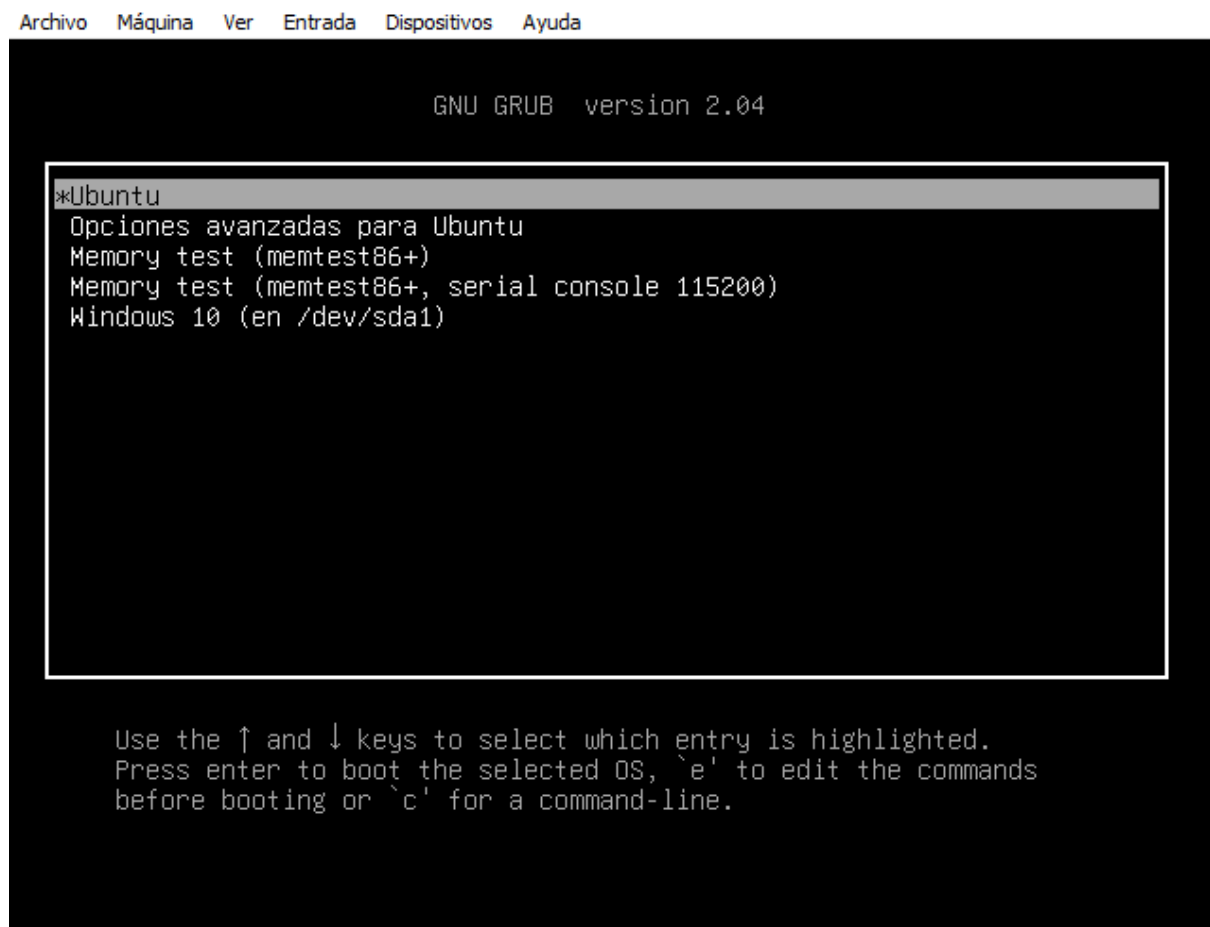 Archivo Máquina Ver Entrada Dispositivos Ayuda
GNU GRUB version 2.04
*Ubuntu
Opciones avanzadas para Ubuntu
Memory test (memtest86+)
Memory test (memtest86+, serial console 115200)
Windows 10 (en /dev/sda1)
Use the ↑ and ↓ keys to select which entry is highlighted.
Press enter to boot the selected OS, `e' to edit the commands
before booting or `c' for a command-line.